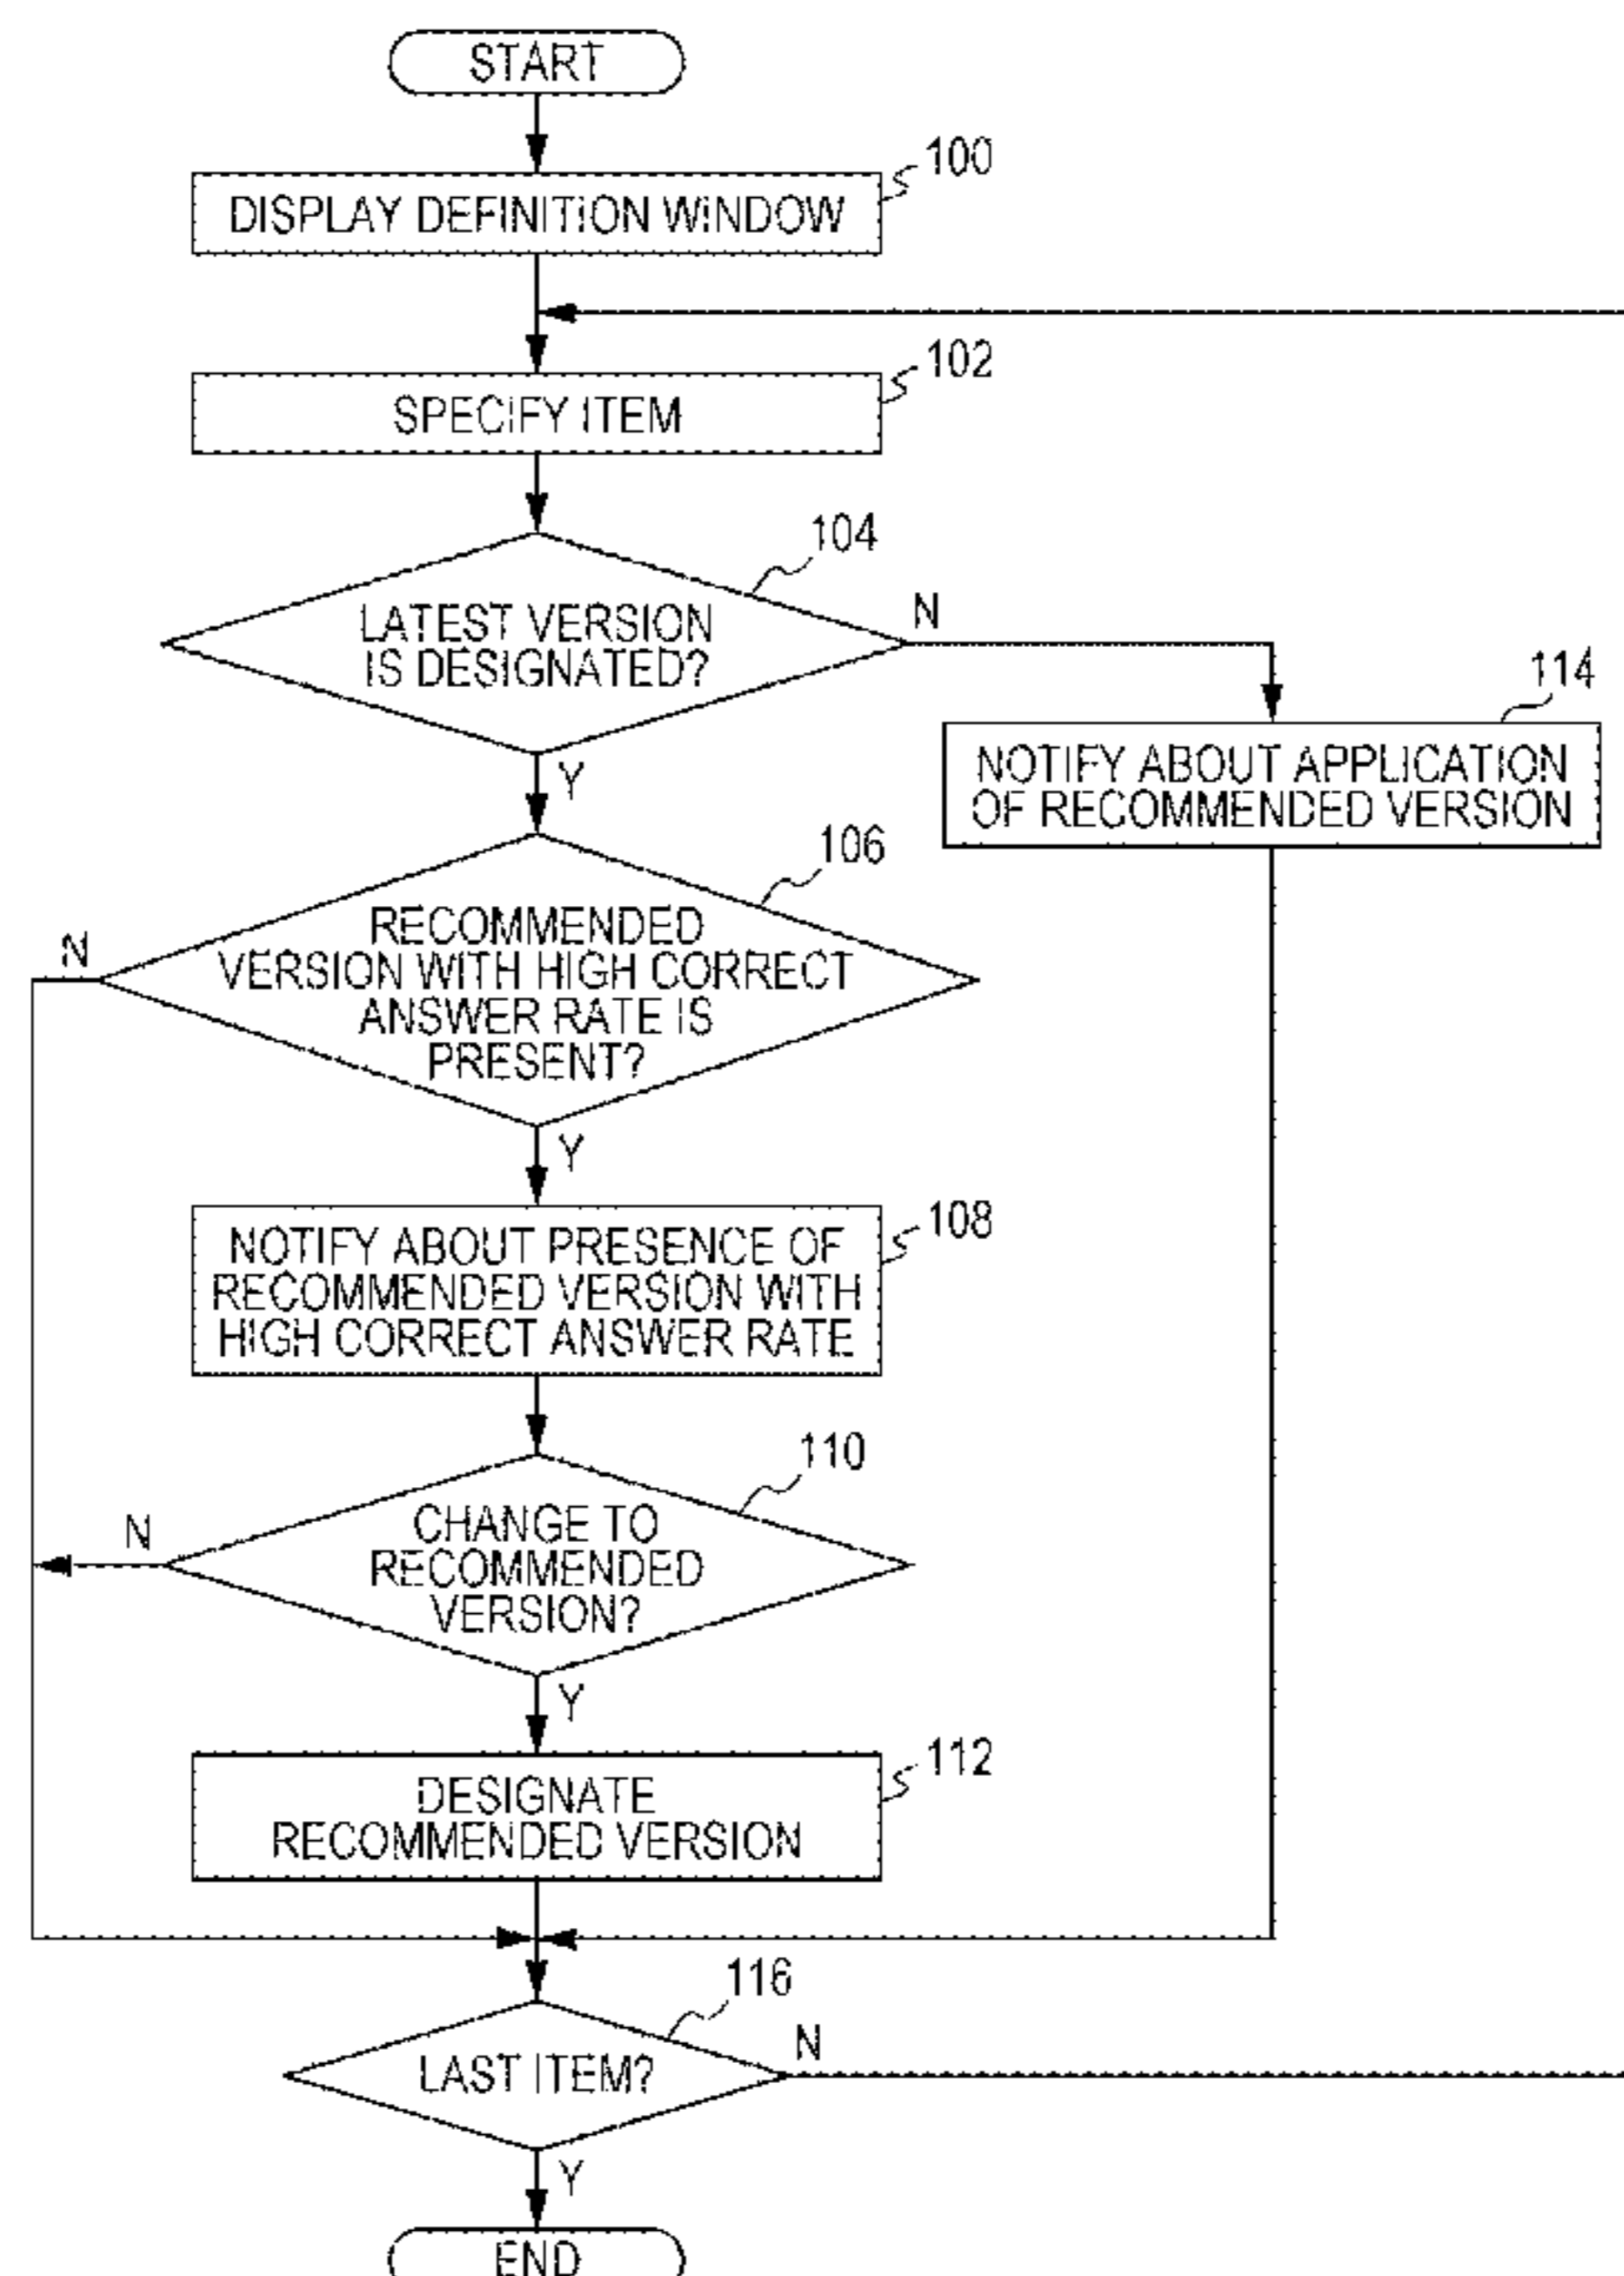 START
100
DISPLAY DEFINITION WINDOW
102
SPECIFY ITEM
104
LATEST VERSION
IS DESIGNATED?
N
Y
114
NOTIFY ABOUT APPLICATION
OF RECOMMENDED VERSION
106
RECOMMENDED
VERSION WITH HIGH CORRECT
ANSWER RATE IS
PRESENT?
N
Y
108
NOTIFY ABOUT PRESENCE OF
RECOMMENDED VERSION WITH
HIGH CORRECT ANSWER RATE
110
CHANGE TO
RECOMMENDED
VERSION?
N
Y
112
DESIGNATE
RECOMMENDED VERSION
116
LAST ITEM?
N
Y
END